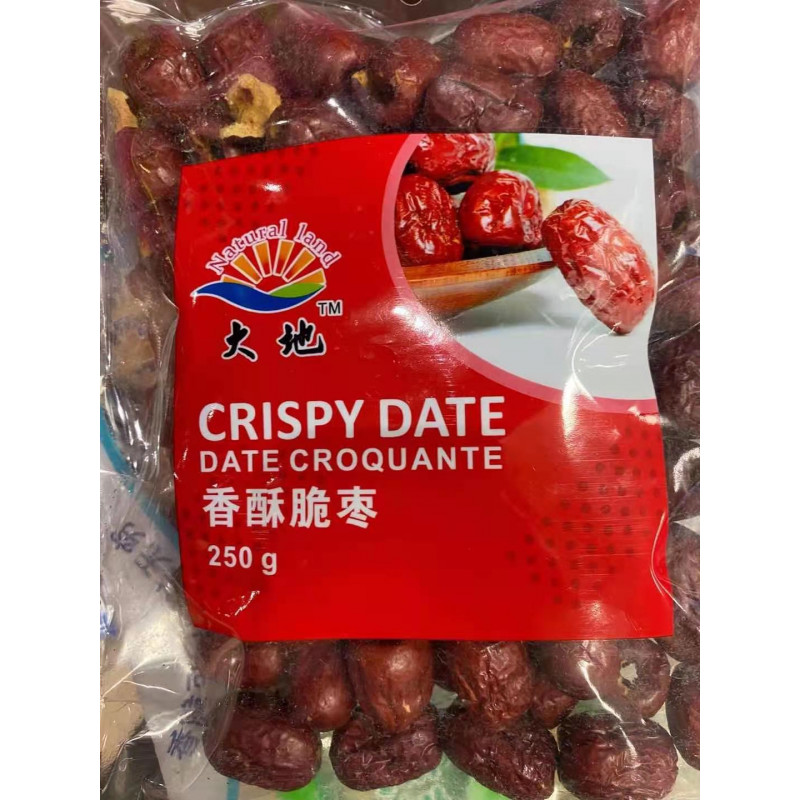 Natural land
TM
大地
CRISPY DATE
DATE CROQUANTE
香酥脆枣
250 g